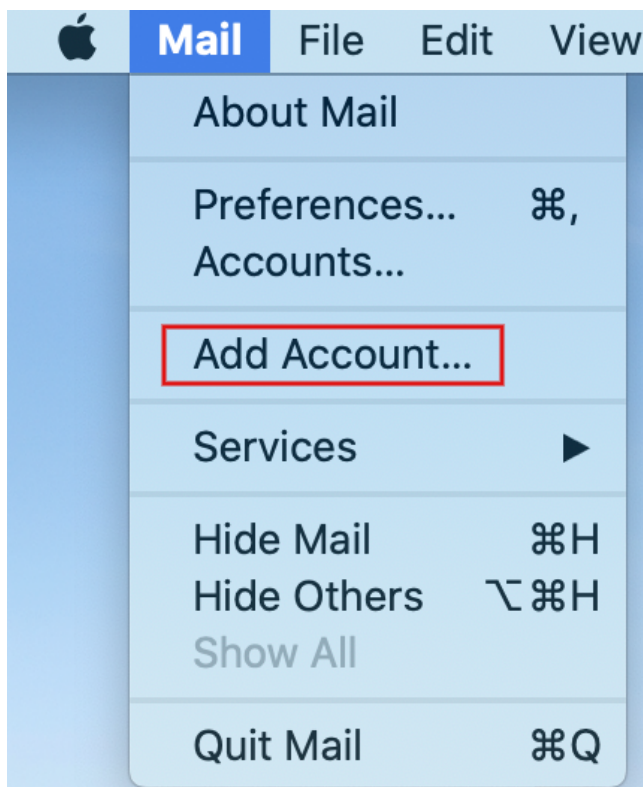 Mail File Edit View
About Mail
Preferences... ⌘,
Accounts...
Add Account...
Services ▶
Hide Mail ⌘H
Hide Others ⌥⌘H
Show All
Quit Mail ⌘Q